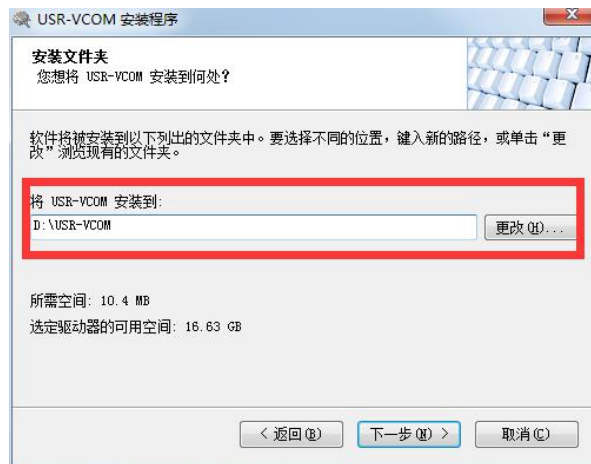 USR-VCOM 安装程序
安装文件夹
您想将 USR-VCOM 安装到何处?
软件将被安装到以下列出的文件夹中。要选择不同的位置，键入新的路径，或单击“更
改”浏览现有的文件夹。
将 USR-VCOM 安装到:
D:\USR-VCOM
更改(H)...
所需空间: 10.4 MB
选定驱动器的可用空间: 16.63 GB
< 返回(B)
下一步(N) >
取消(C)